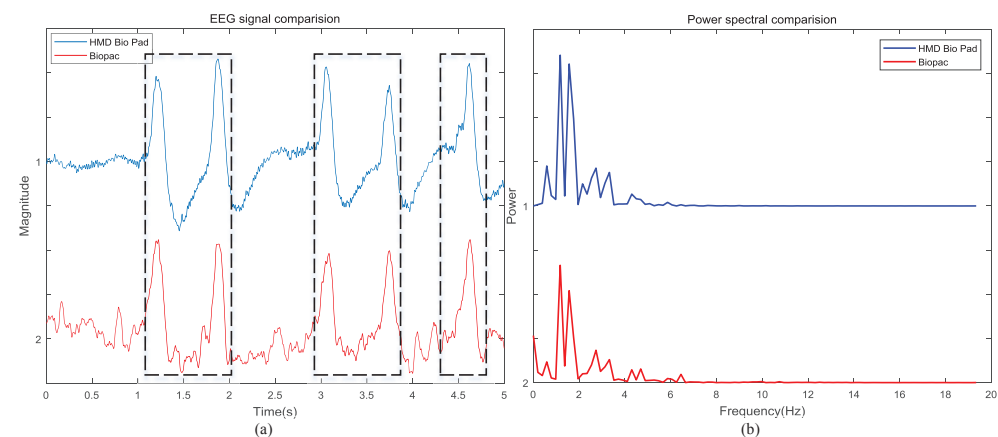 EEG signal comparision
HMD Bio Pad
Biopac
Magnitude
1
2
0 0.5 1 1.5 2 2.5 3 3.5 4 4.5 5
Time(s)
(a)
Power spectral comparision
HMD Bio Pad
Biopac
Power
1
2
0 2 4 6 8 10 12 14 16 18 20
Frequency(Hz)
(b)